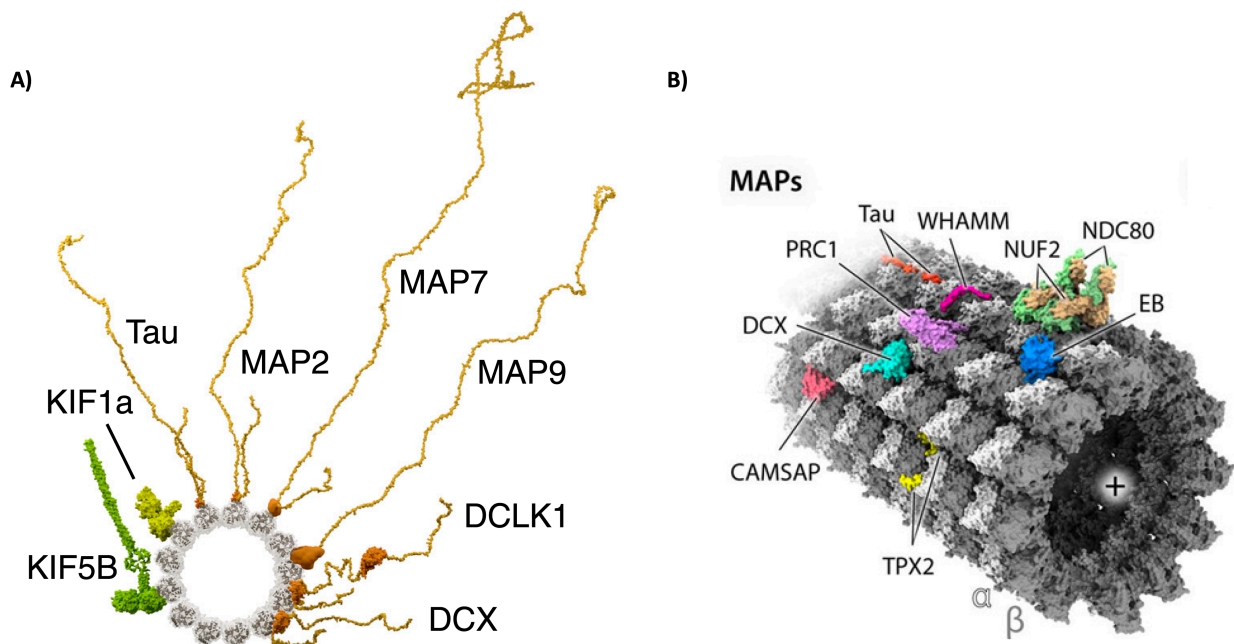 A)
Tau
MAP2
MAP7
MAP9
KIF1a
KIF5B
DCLK1
DCX
B)
MAPs
Tau
WHAMM
PRC1
NUF2
NDC80
DCX
EB
CAMSAP
TPX2
+
α
β